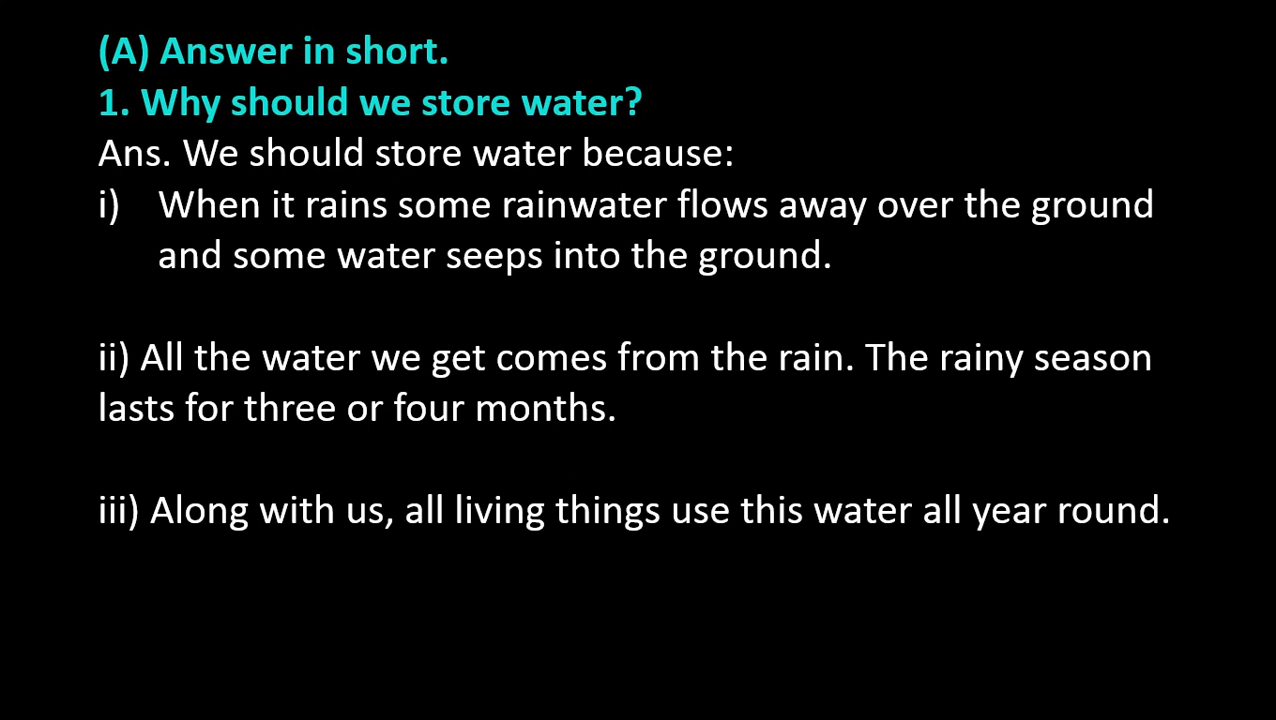 (A) Answer in short.
1. Why should we store water?
Ans. We should store water because:
i) When it rains some rainwater flows away over the ground
and some water seeps into the ground.
ii) All the water we get comes from the rain. The rainy season
lasts for three or four months.
iii) Along with us, all living things use this water all year round.